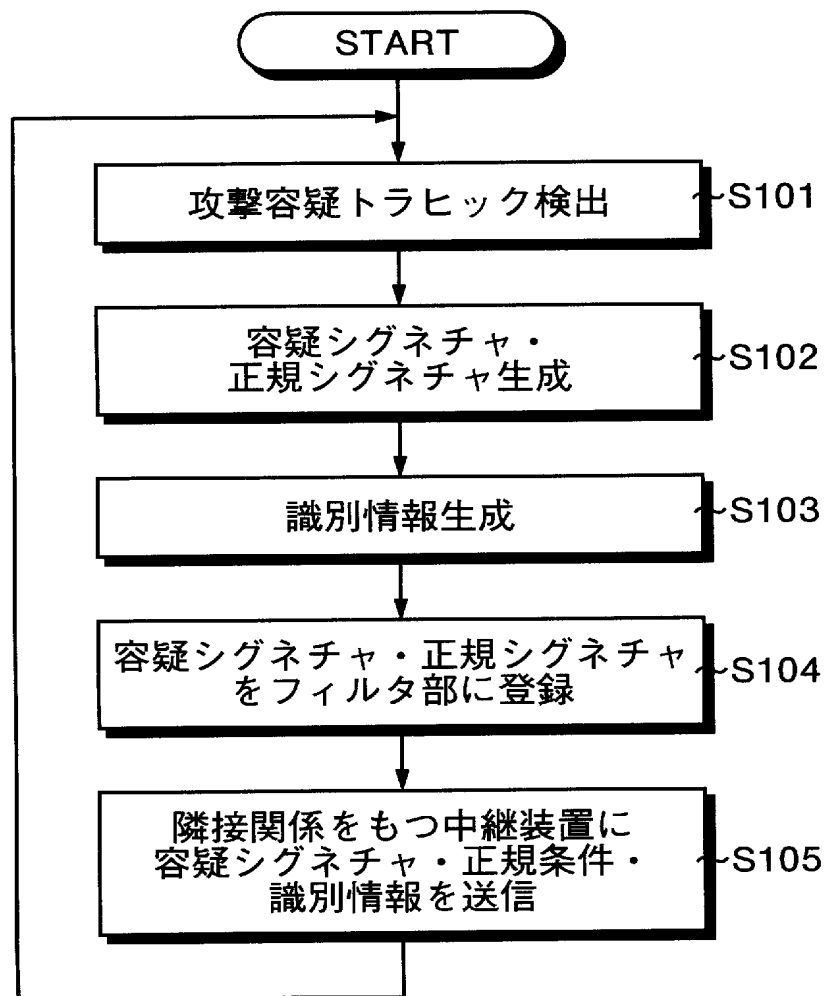 START
攻撃容疑トラヒック検出
S101
容疑シグネチャ・
正規シグネチャ生成
S102
識別情報生成
S103
容疑シグネチャ・正規シグネチャ
をフィルタ部に登録
S104
隣接関係をもつ中継装置に
容疑シグネチャ・正規条件・
識別情報を送信
S105